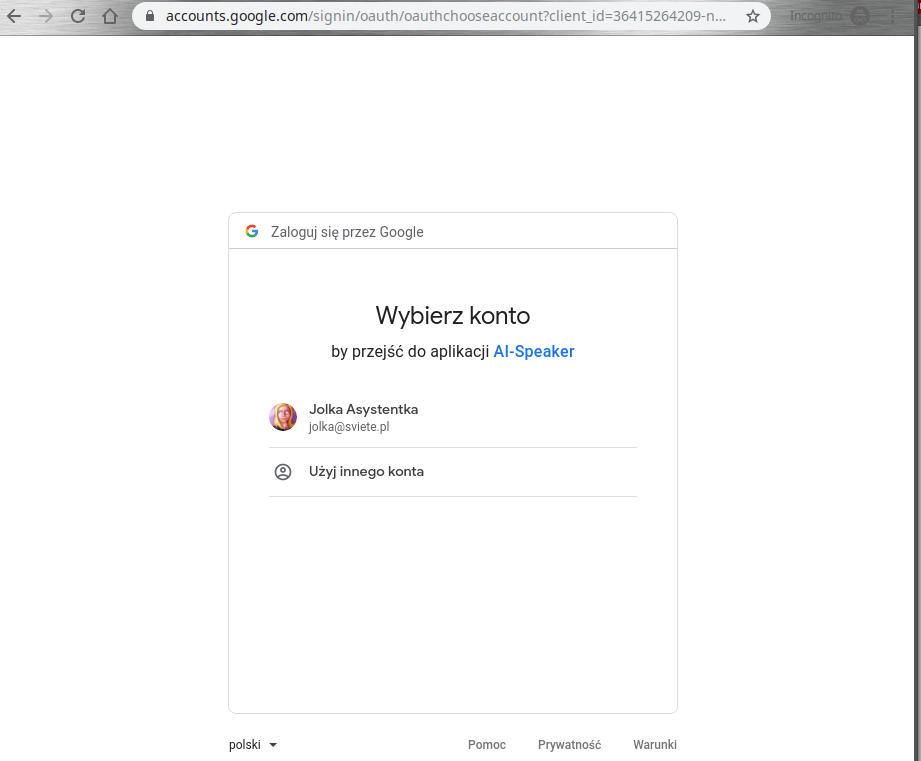 accounts.google.com/signin/oauth/oauthchooseaccount?client_id=36415264209-n...
Incognito
Zaloguj się przez Google
Wybierz konto
by przejść do aplikacji AI-Speaker
Jolka Asystentka
jolka@sviete.pl
Użyj innego konta
polski
Pomoc
Prywatność
Warunki